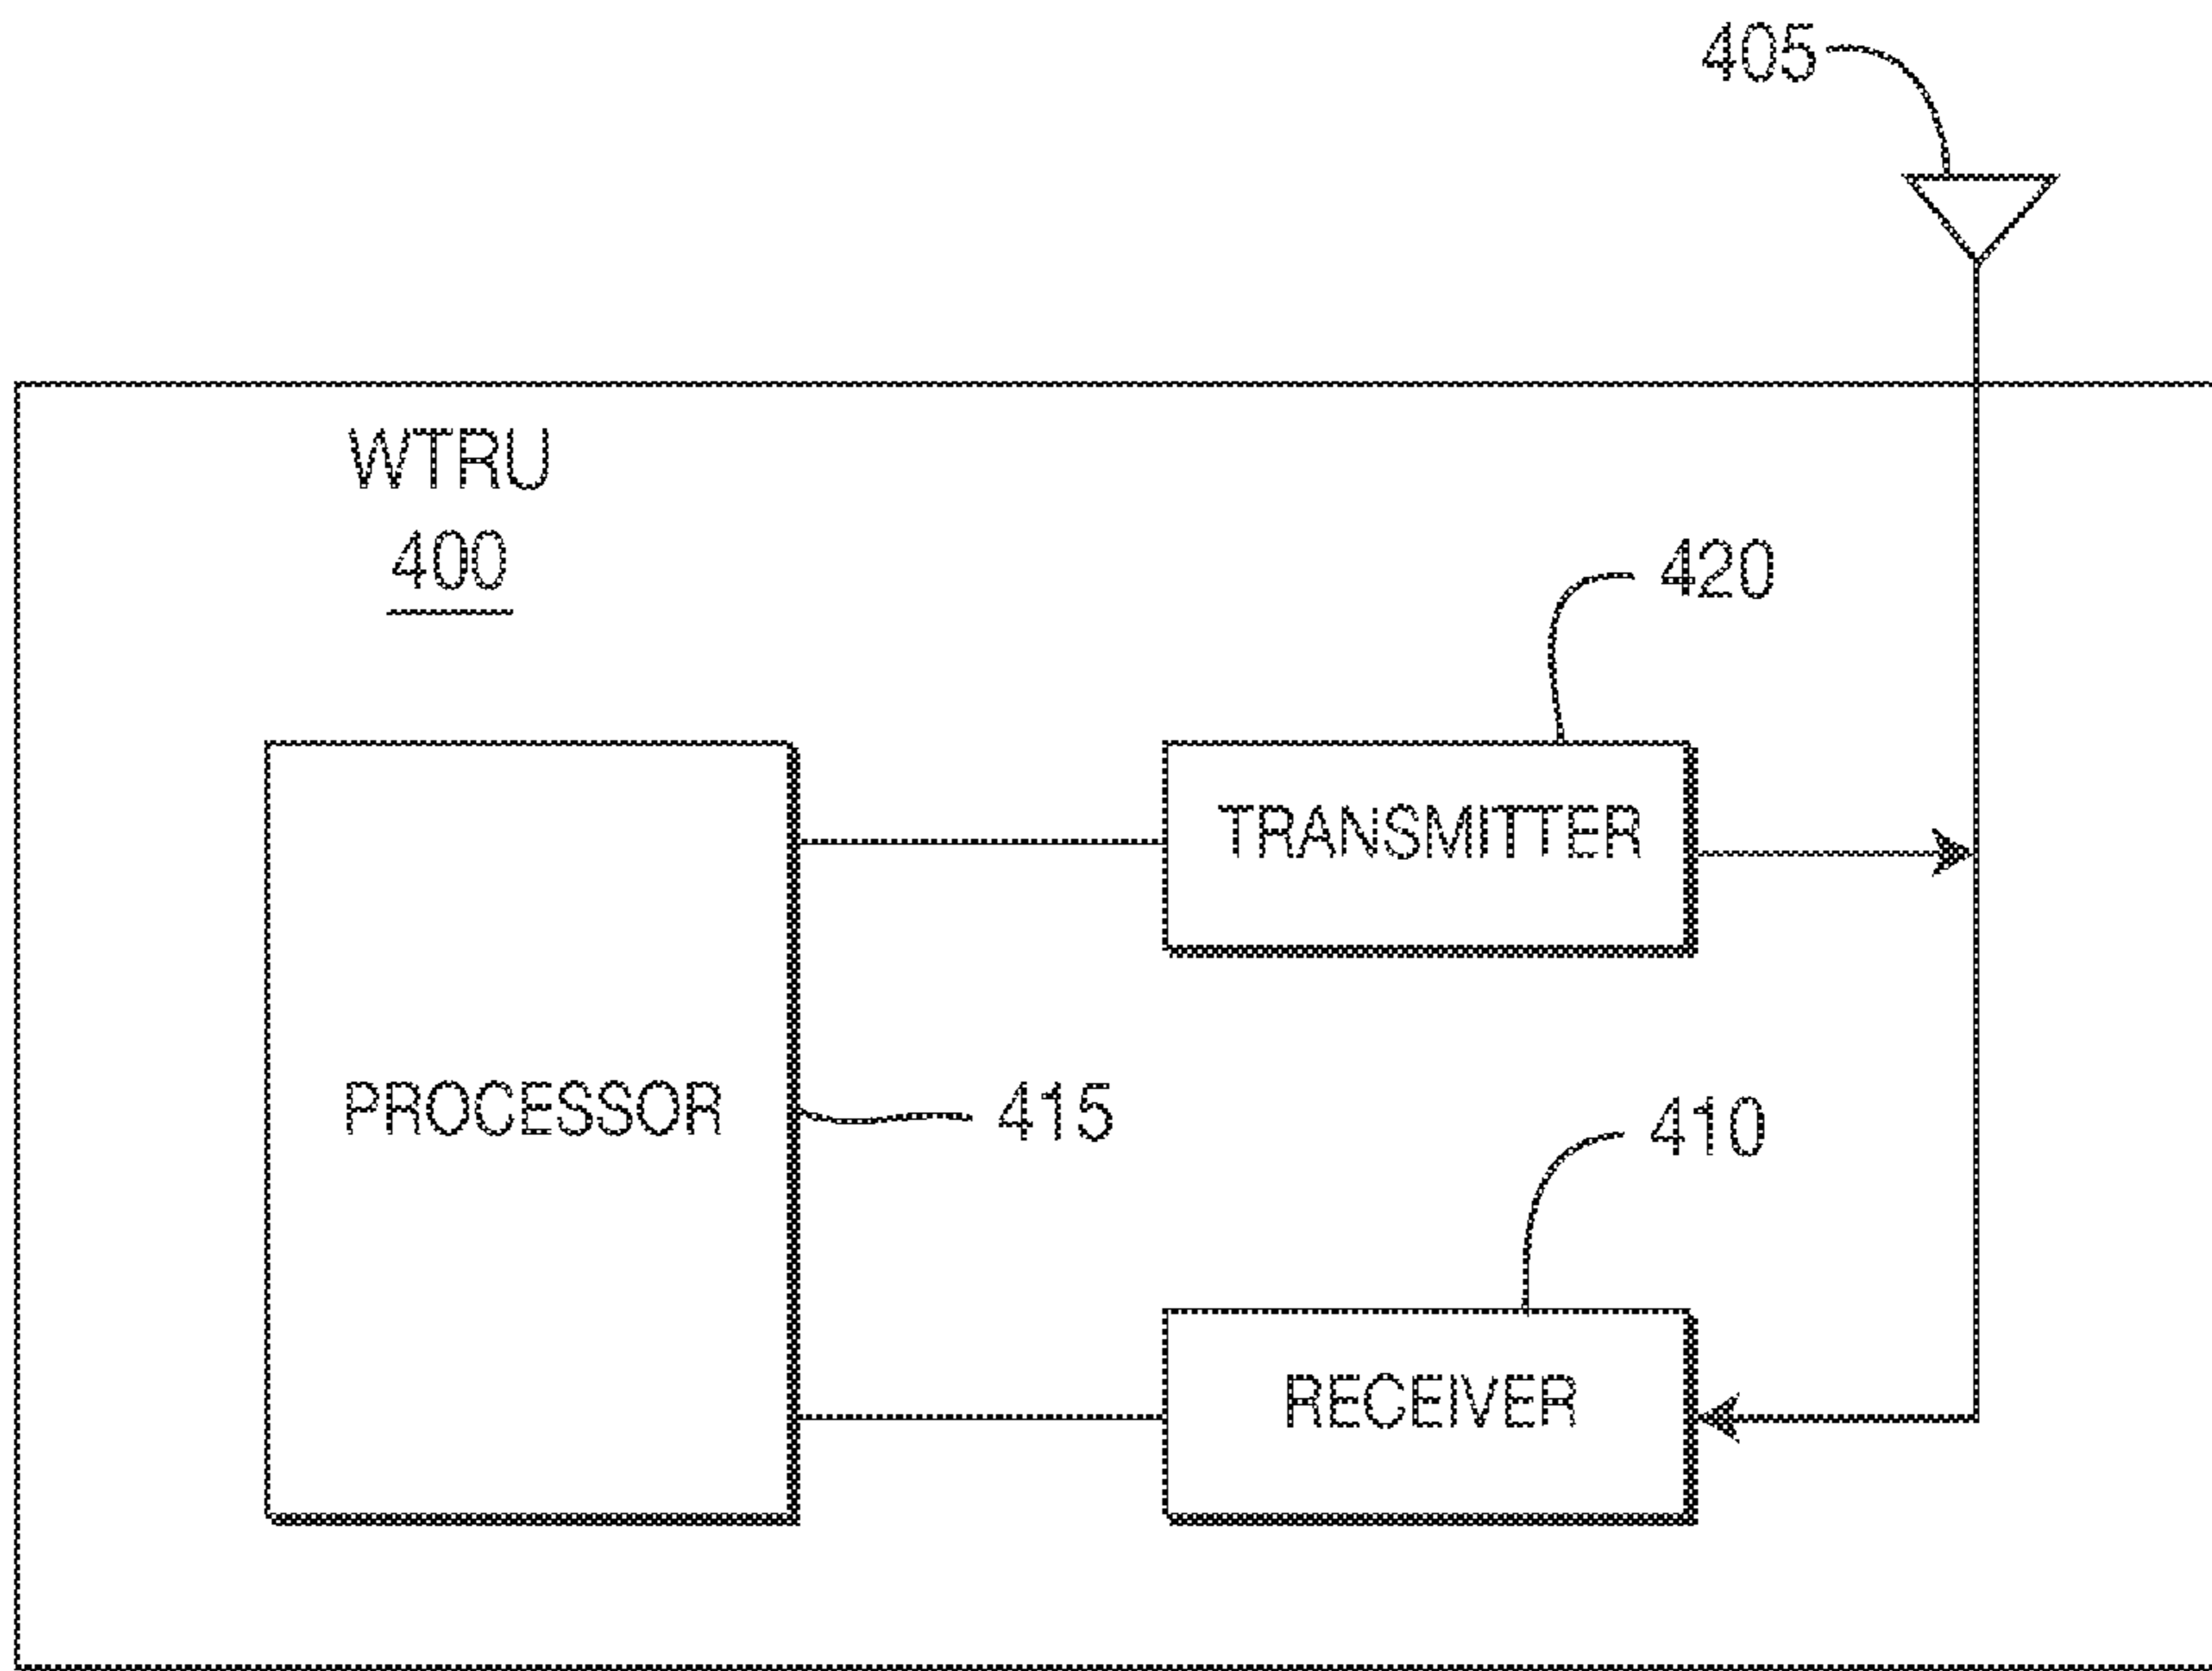 405
WTRU
400
420
TRANSMITTER
PROCESSOR
415
410
RECEIVER